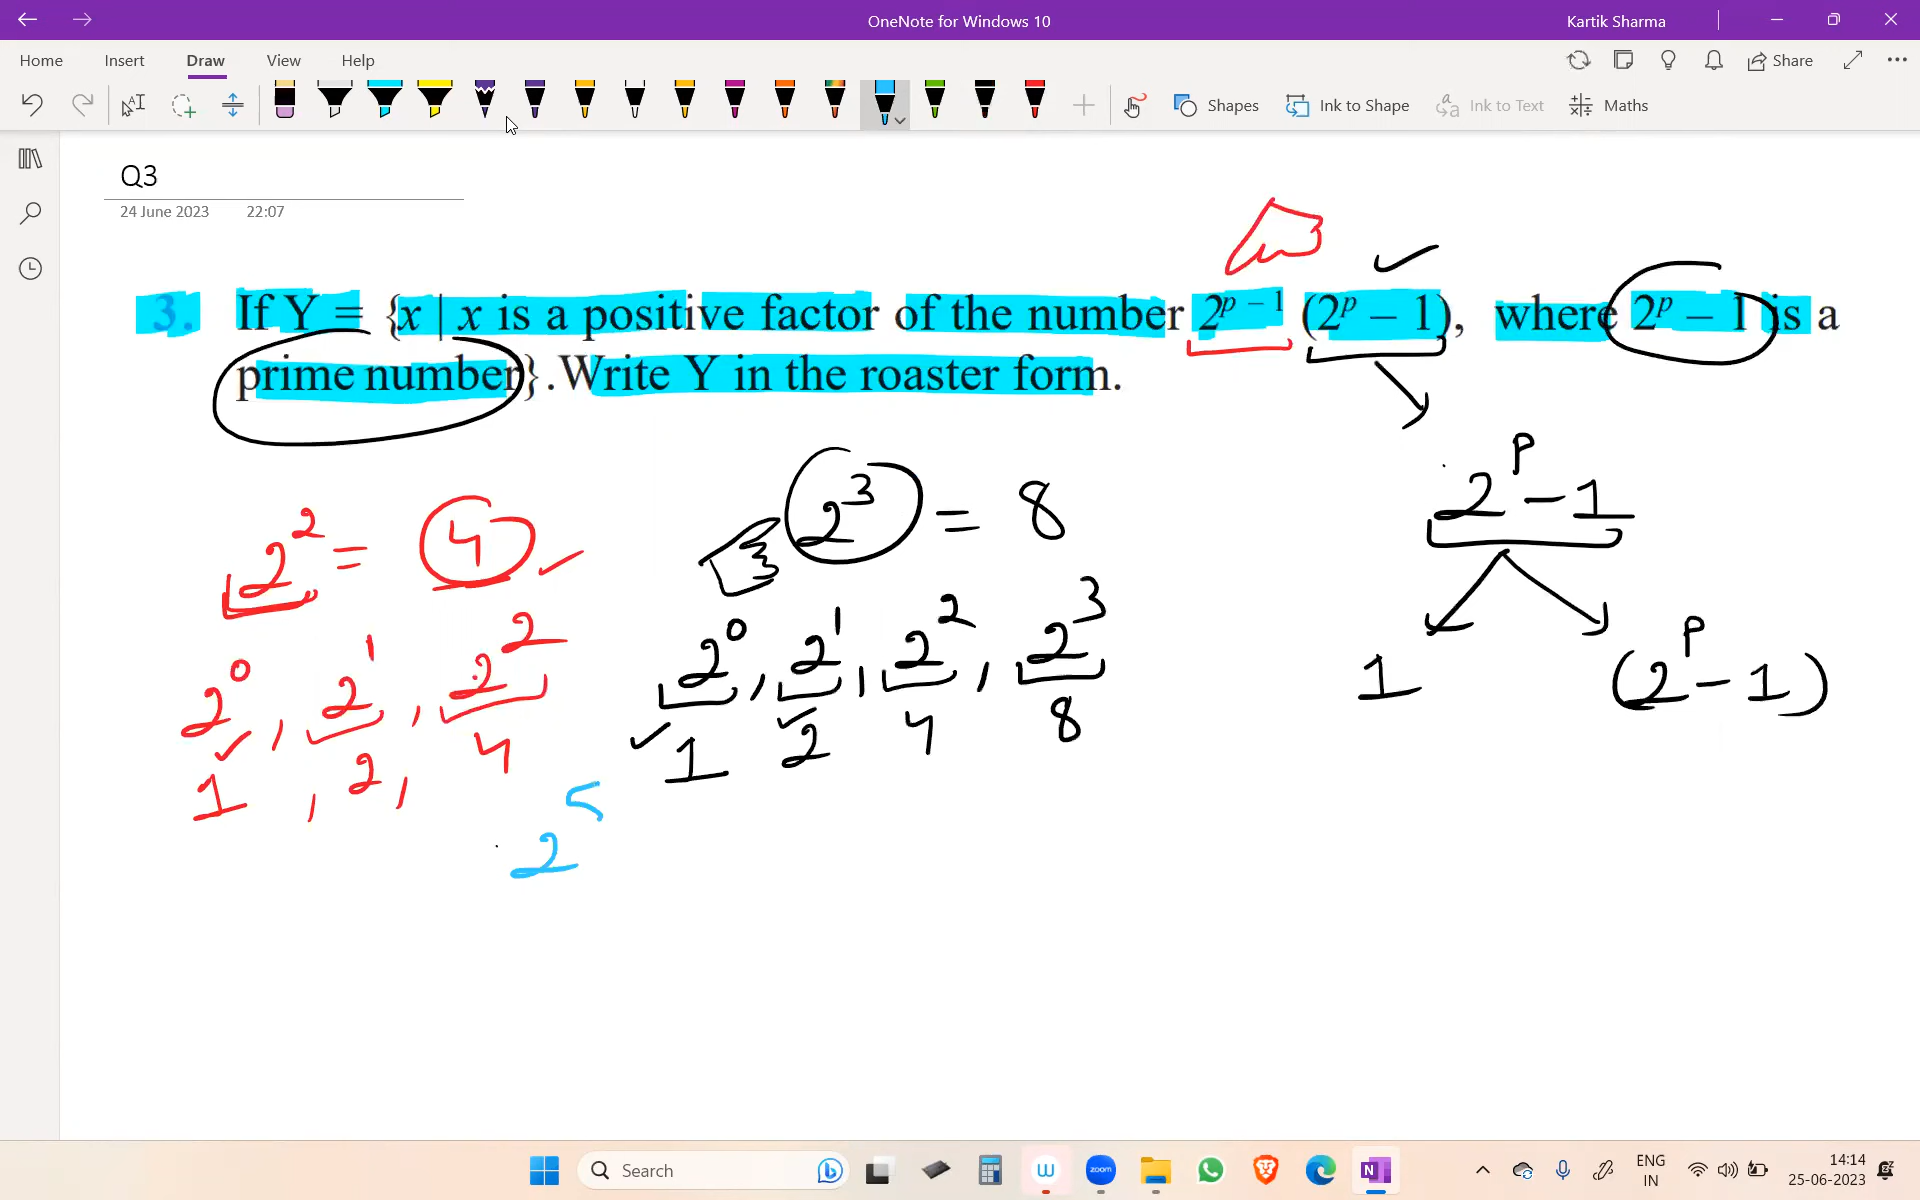 OneNote for Windows 10
Kartik Sharma
Home Insert Draw View Help
Share
Shapes Ink to Shape Ink to Text Maths
Q3
24 June 2023 22:07
3. If Y = {x | x is a positive factor of the number 2^{p – 1} (2^p – 1), where 2^p – 1 is a
prime number}.Write Y in the roaster form.
2^p - 1
2^2 = 4
2^3 = 8
2^0, 2^1, 2^2
2^0, 2^1, 2^2, 2^3
1 (2^p - 1)
1, 2, 4
1 2 4 8
2^5
Search
zoom
ENG
IN
14:14
25-06-2023